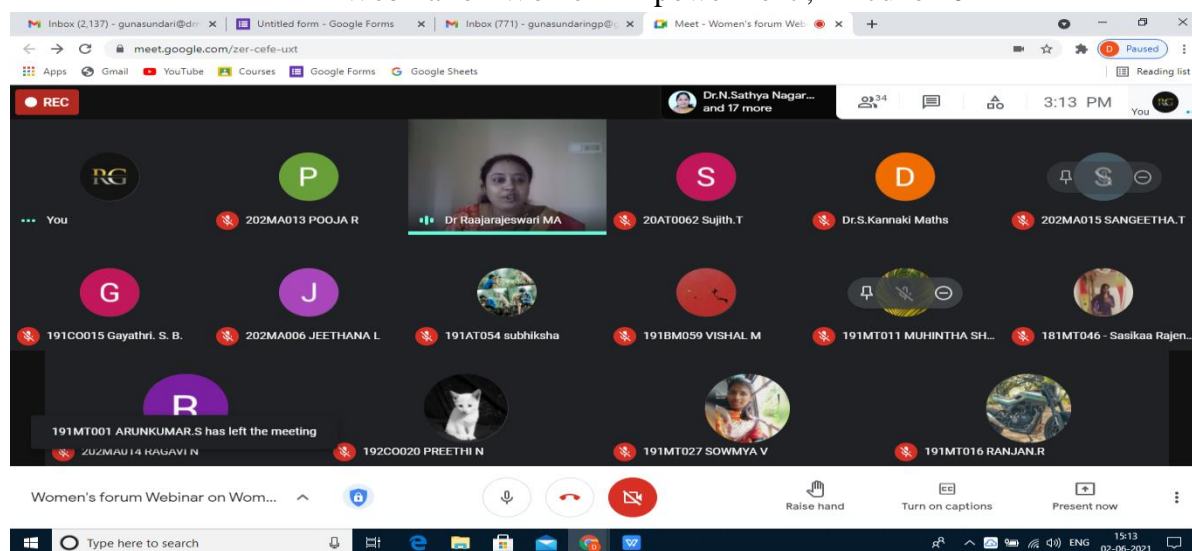 Inbox (2,137) - gunasundari@drn
Untitled form - Google Forms
Inbox (771) - gunasundaringp@g
Meet - Women's forum Web
meet.google.com/zer-cefe-uxt
D Paused
Apps Gmail YouTube Courses Google Forms Google Sheets
Reading list
REC
Dr.N.Sathya Nagar...
and 17 more
34
3:13 PM
You
RG
RG
P
S
D
S
You
202MA013 POOJA R
Dr Raajarajeswari MA
20AT0062 Sujith.T
Dr.S.Kannaki Maths
202MA015 SANGEETHA.T
G
J
191CO015 Gayathri. S. B.
202MA006 JEETHANA L
191AT054 subhiksha
191BM059 VISHAL M
191MT011 MUHINTHA SH...
181MT046 - Sasikaa Rajen..
R
191MT001 ARUNKUMAR.S has left the meeting
202MA014 RAGAVI N
192CO020 PREETHI N
191MT027 SOWMYA V
191MT016 RANJAN.R
Women's forum Webinar on Wom...
Raise hand
CC
Turn on captions
Present now
Type here to search
ENG
15:13
02-06-2021